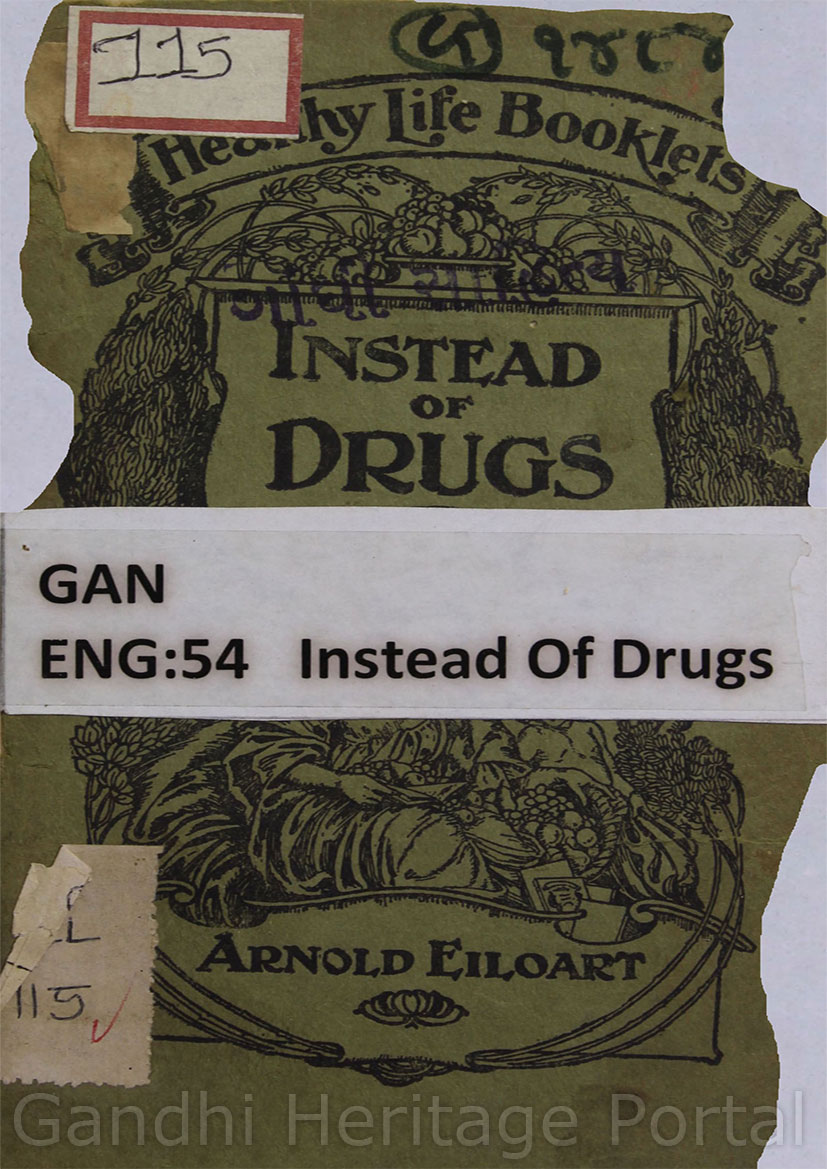 115
૧૪૮૪
Healthy Life Booklets
ગાંધી સાહિત્ય
INSTEAD
OF
DRUGS
GAN
ENG:54 Instead Of Drugs
ARNOLD EILOART
115
Gandhi Heritage Portal